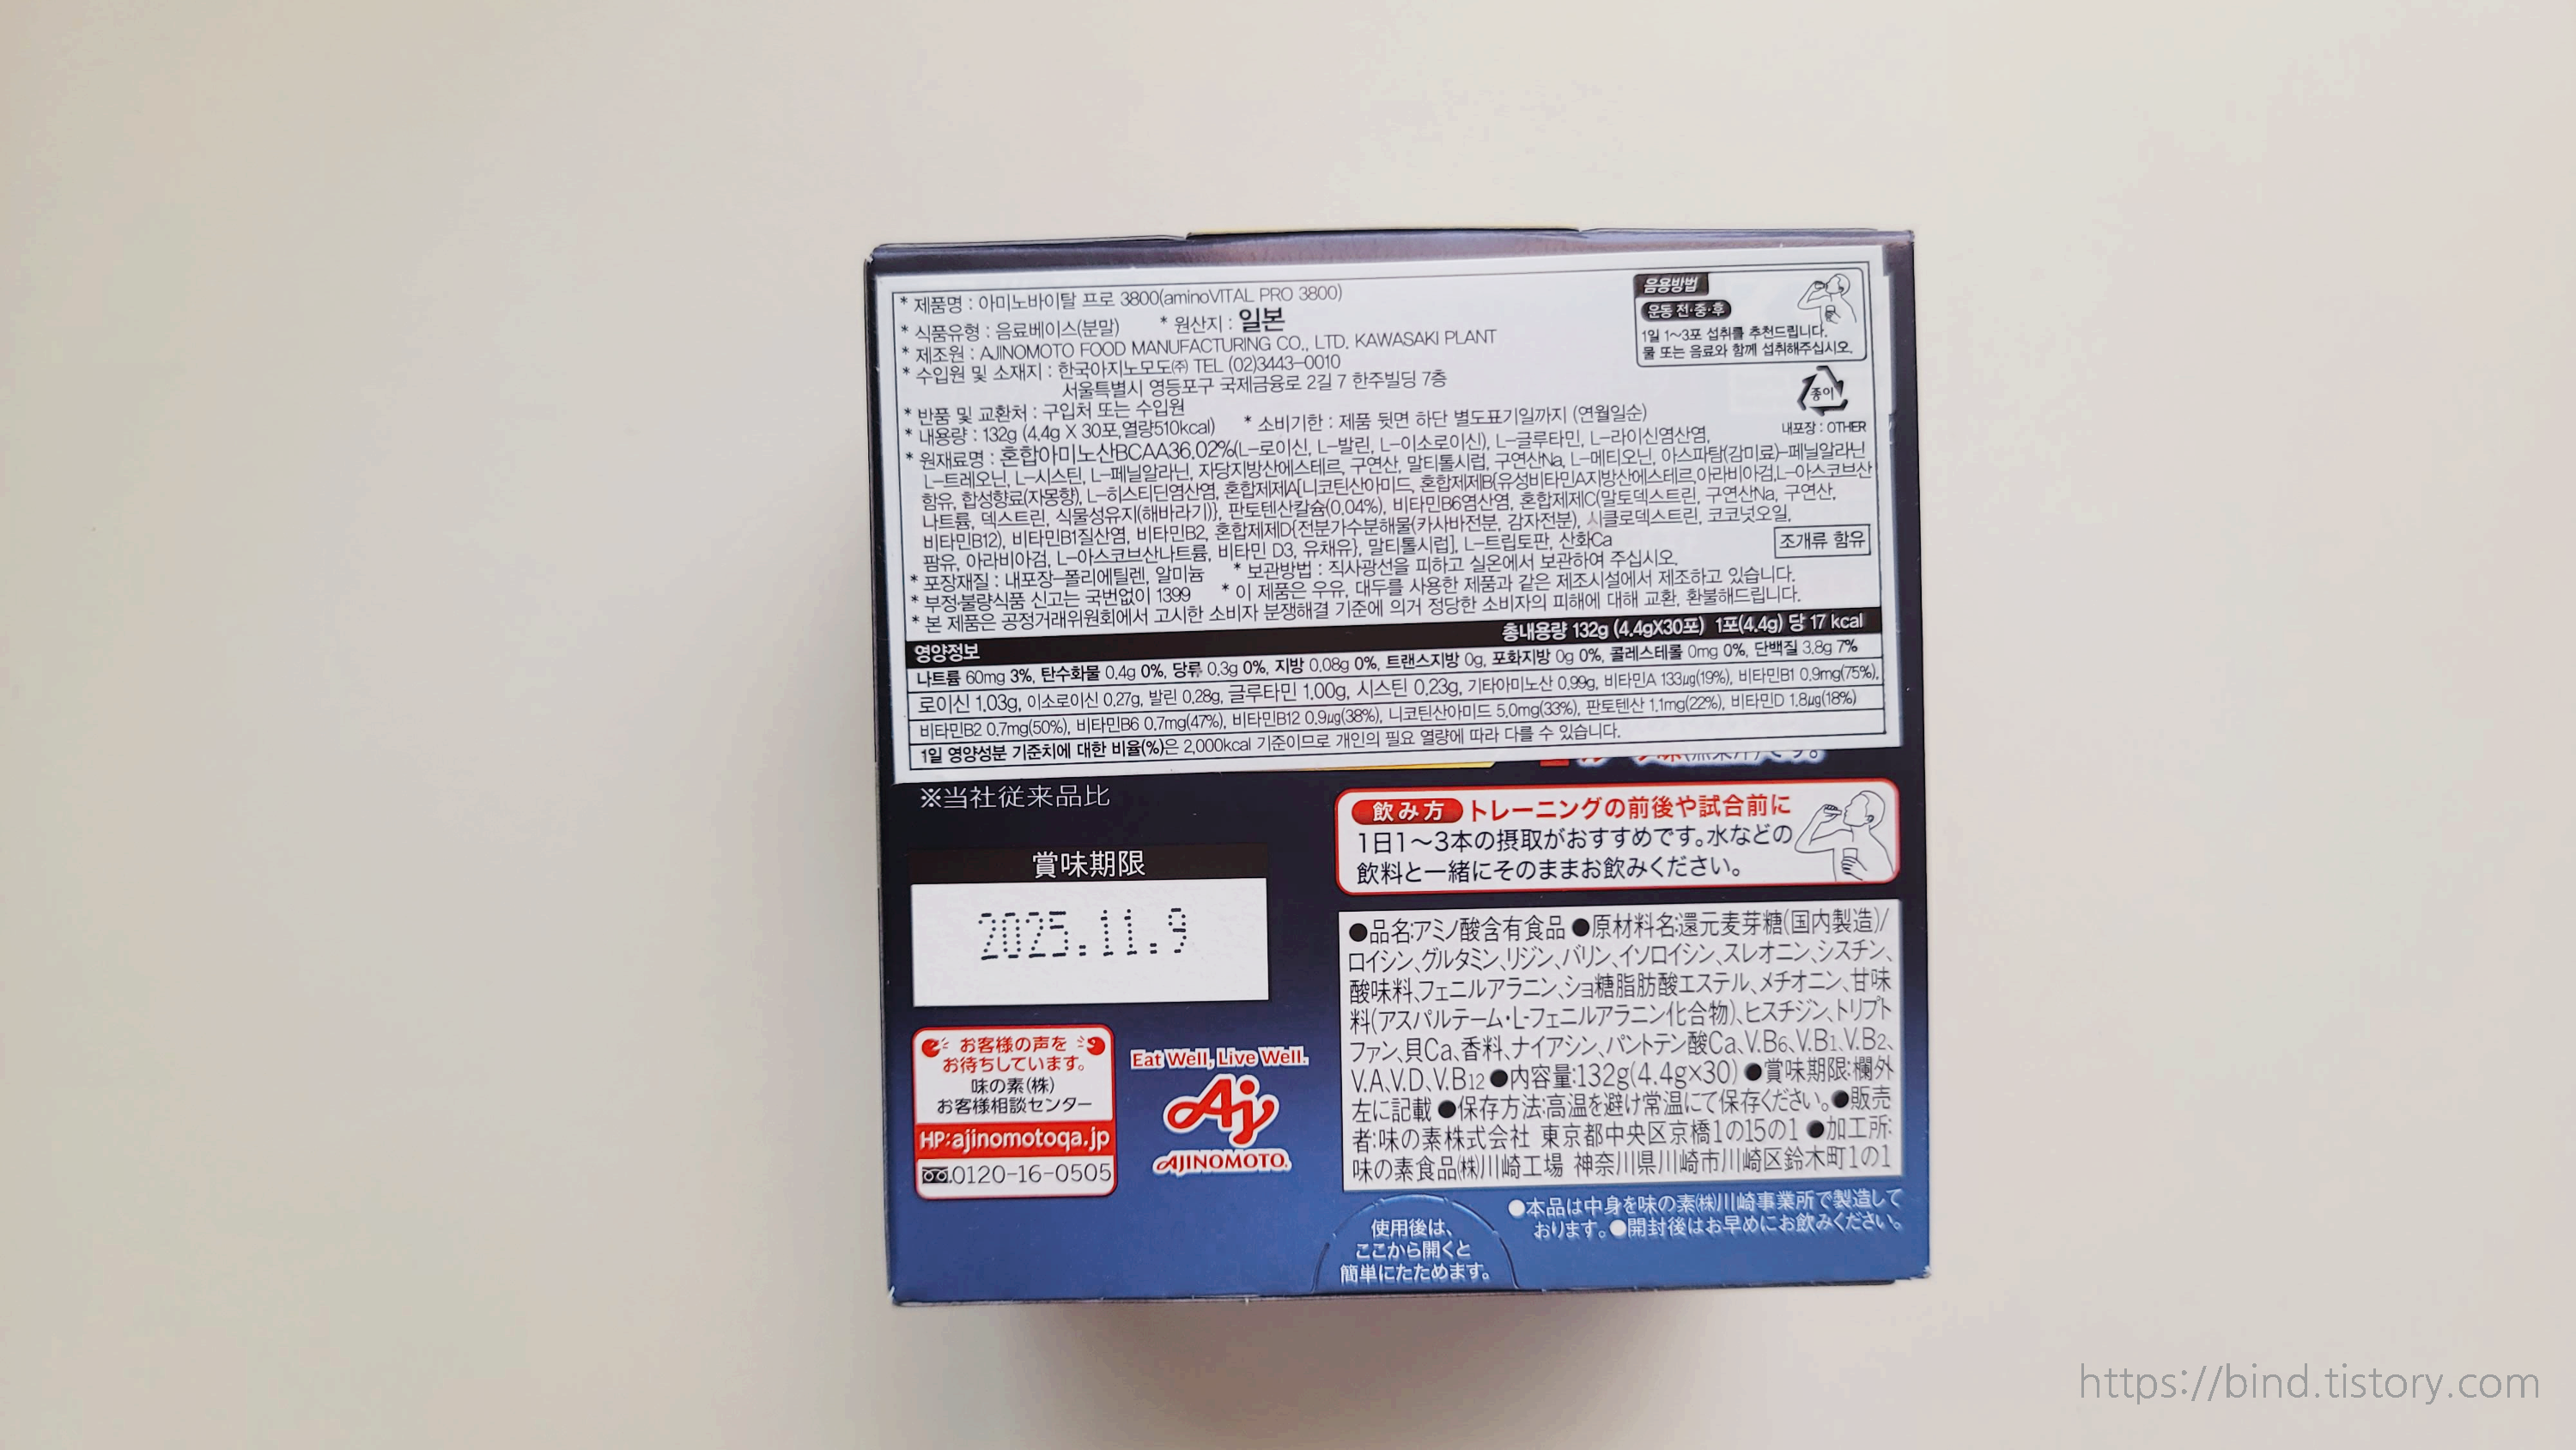 * 제품명 : 아미노바이탈 프로 3800(aminoVITAL PRO 3800)
* 식품유형 : 음료베이스(분말) * 원산지 : 일본
* 제조원 : AJINOMOTO FOOD MANUFACTURING CO., LTD. KAWASAKI PLANT
* 수입원 및 소재지 : 한국아지노모도㈜ TEL (02)3443-0010
서울특별시 영등포구 국제금융로 2길 7 한주빌딩 7층
* 반품 및 교환처 : 구입처 또는 수입원
* 내용량 : 132g (4.4g X 30포,열량510kcal) * 소비기한 : 제품 뒷면 하단 별도표기일까지 (연월일순)
* 원재료명 : 혼합아미노산BCAA36.02%(L-로이신, L-발린, L-이소로이신), L-글루타민, L-라이신염산염,
L-트레오닌, L-시스틴, L-페닐알라닌, 자당지방산에스테르, 구연산, 말티톨시럽, 구연산Na, L-메티오닌, 아스파탐(감미료)-페닐알라닌
함유, 합성향료(자몽향), L-히스티딘염산염, 혼합제제A[니코틴산아미드, 혼합제제B{유성비타민A지방산에스테르,아라비아검,L-아스코브산
나트륨, 덱스트린, 식물성유지(해바라기)}, 판토텐산칼슘(0.04%), 비타민B6염산염, 혼합제제C(말토덱스트린, 구연산Na, 구연산,
비타민B12), 비타민B1질산염, 비타민B2, 혼합제제D{전분가수분해물(카사바전분, 감자전분), 시클로덱스트린, 코코넛오일,
팜유, 아라비아검, L-아스코브산나트륨, 비타민 D3, 유채유}, 말티톨시럽], L-트립토판, 산화Ca
* 포장재질 : 내포장-폴리에틸렌, 알미늄 * 보관방법 : 직사광선을 피하고 실온에서 보관하여 주십시오.
* 부정·불량식품 신고는 국번없이 1399 * 이 제품은 우유, 대두를 사용한 제품과 같은 제조시설에서 제조하고 있습니다.
* 본 제품은 공정거래위원회에서 고시한 소비자 분쟁해결 기준에 의거 정당한 소비자의 피해에 대해 교환, 환불해드립니다.
음용방법
운동 전·중·후
1일 1~3포 섭취를 추천드립니다.
물 또는 음료와 함께 섭취해주십시오.
종이
내포장 : OTHER
조개류 함유
영양정보 총내용량 132g (4.4gX30포) 1포(4.4g) 당 17 kcal
나트륨 60mg 3%, 탄수화물 0.4g 0%, 당류 0.3g 0%, 지방 0.08g 0%, 트랜스지방 0g, 포화지방 0g 0%, 콜레스테롤 0mg 0%, 단백질 3.8g 7%
로이신 1.03g, 이소로이신 0.27g, 발린 0.28g, 글루타민 1.00g, 시스틴 0.23g, 기타아미노산 0.99g, 비타민A 133μg(19%), 비타민B1 0.9mg(75%),
비타민B2 0.7mg(50%), 비타민B6 0.7mg(47%), 비타민B12 0.9μg(38%), 니코틴산아미드 5.0mg(33%), 판토텐산 1.1mg(22%), 비타민D 1.8μg(18%)
1일 영양성분 기준치에 대한 비율(%)은 2,000kcal 기준이므로 개인의 필요 열량에 따라 다를 수 있습니다.
※当社従来品比
賞味期限
2025.11.9
飲み方 トレーニングの前後や試合前に
1日1～3本の摂取がおすすめです。水などの
飲料と一緒にそのままお飲みください。
●品名:アミノ酸含有食品 ●原材料名:還元麦芽糖(国内製造)/
ロイシン、グルタミン、リジン、バリン、イソロイシン、スレオニン、シスチン、
酸味料、フェニルアラニン、ショ糖脂肪酸エステル、メチオニン、甘味
料(アスパルテーム・L-フェニルアラニン化合物)、ヒスチジン、トリプト
ファン、貝Ca、香料、ナイアシン、パントテン酸Ca、V.B6、V.B1、V.B2、
V.A、V.D、V.B12 ●内容量:132g(4.4g×30) ●賞味期限:欄外
左に記載 ●保存方法:高温を避け常温にて保存ください。●販売
者:味の素株式会社 東京都中央区京橋1の15の1 ●加工所:
味の素食品㈱川崎工場 神奈川県川崎市川崎区鈴木町1の1
お客様の声を
お待ちしています。
味の素(株)
お客様相談センター
HP:ajinomotoqa.jp
0120-16-0505
Eat Well, Live Well.
Aj
AJINOMOTO
●本品は中身を味の素㈱川崎事業所で製造して
おります。●開封後はお早めにお飲みください。
使用後は、
ここから開くと
簡単にたためます。
https://bind.tistory.com